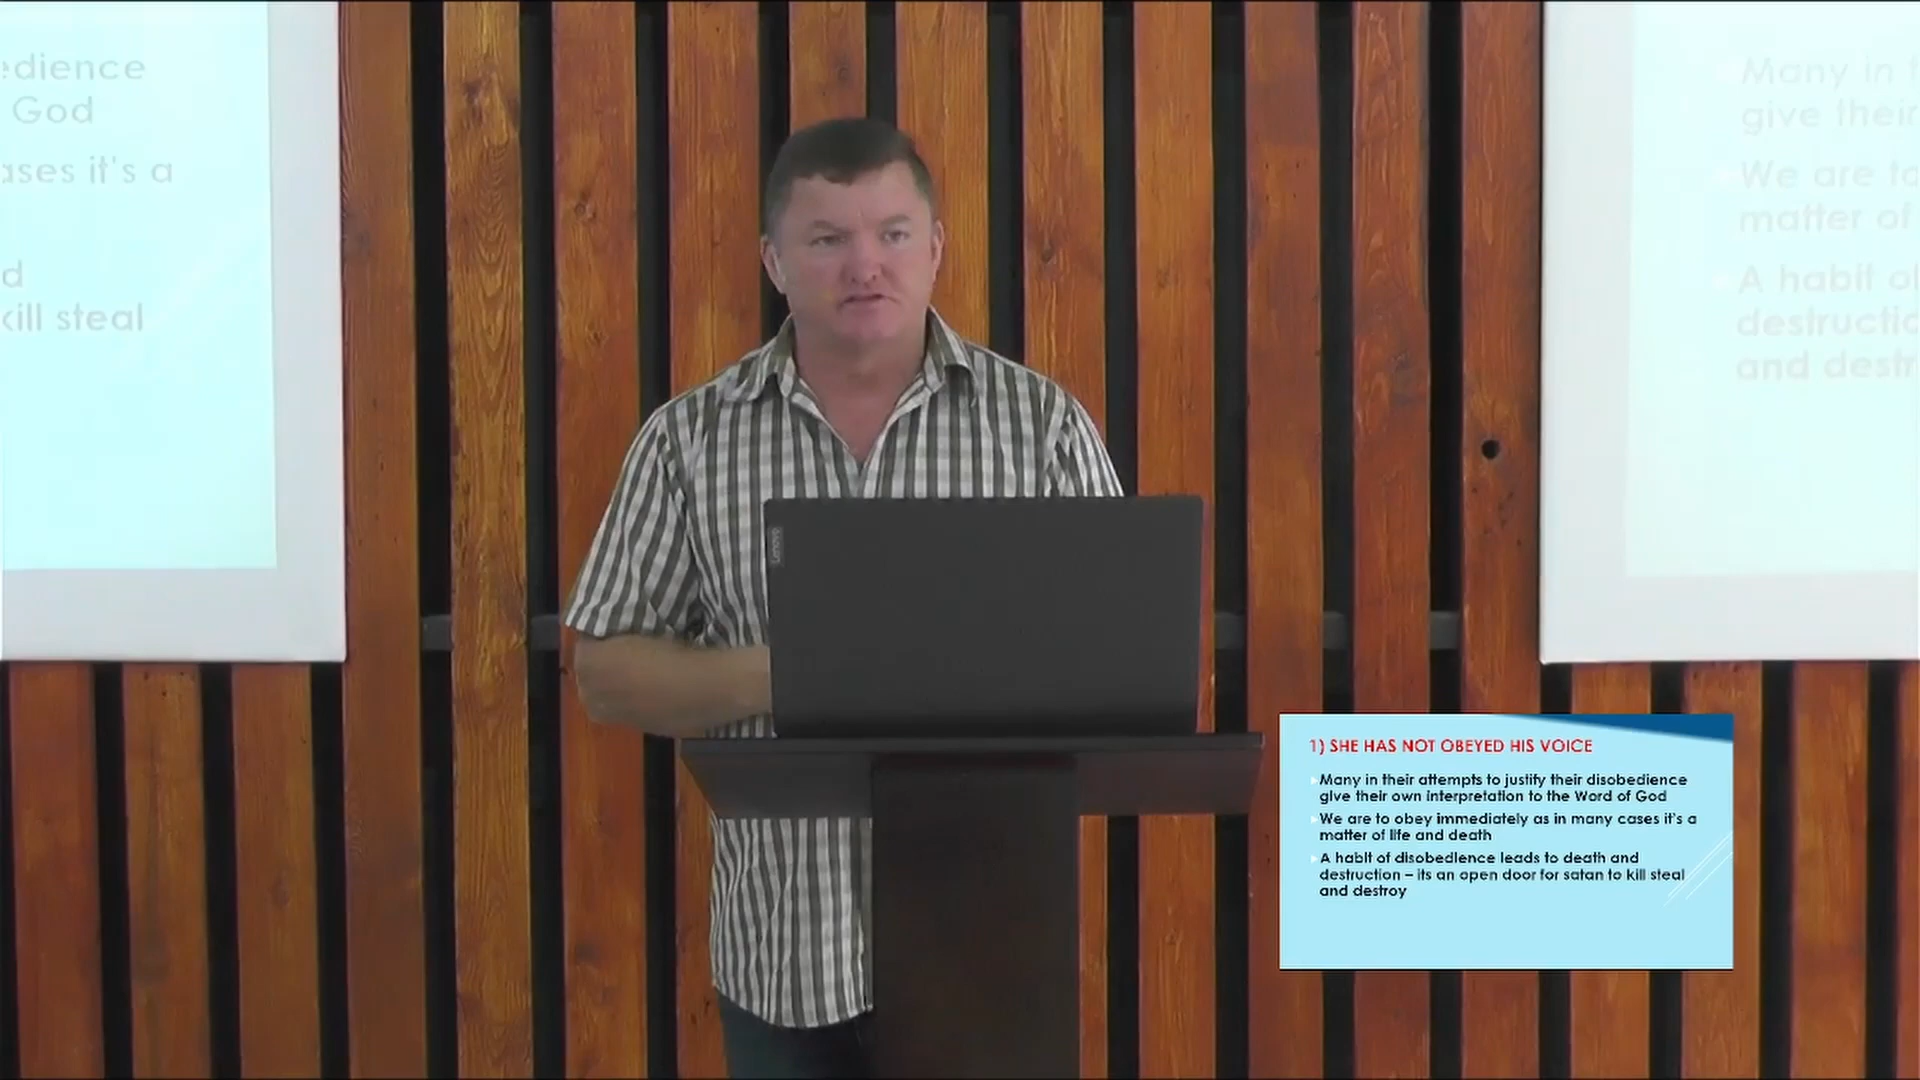 edience
God
ases it's a
d
kill steal
Many in t
give their
We are to
matter of
A habit of
destructio
and destr
Lenovo
1) SHE HAS NOT OBEYED HIS VOICE
Many in their attempts to justify their disobedience
give their own interpretation to the Word of God
We are to obey immediately as in many cases it's a
matter of life and death
A habit of disobedience leads to death and
destruction – its an open door for satan to kill steal
and destroy